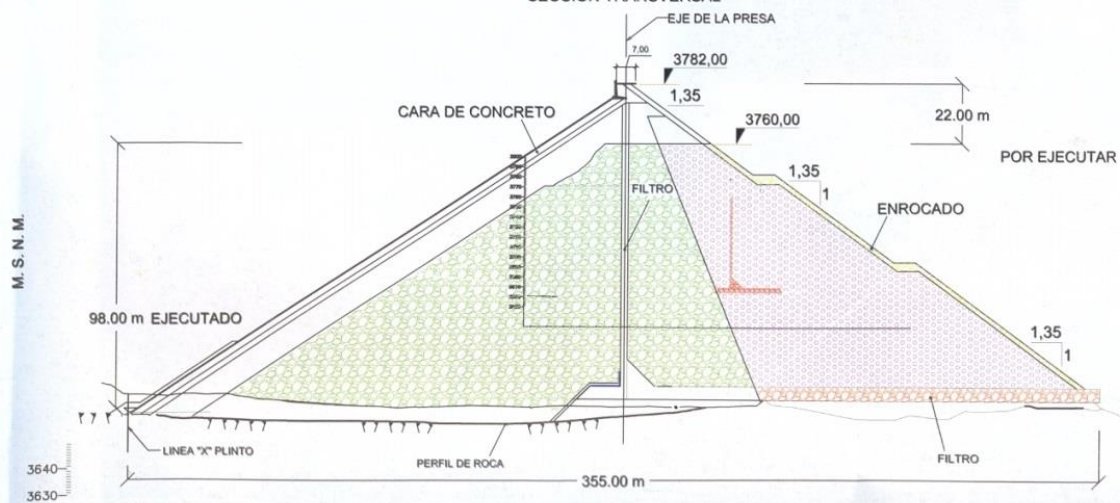 EJE DE LA PRESA
7,00
3782,00
1,35
CARA DE CONCRETO
22.00 m
3760,00
POR EJECUTAR
1,35
1
FILTRO
ENROCADO
M. S. N. M.
98.00 m EJECUTADO
1,35
1
LINEA "X" PLINTO
PERFIL DE ROCA
FILTRO
3640
355.00 m
3630